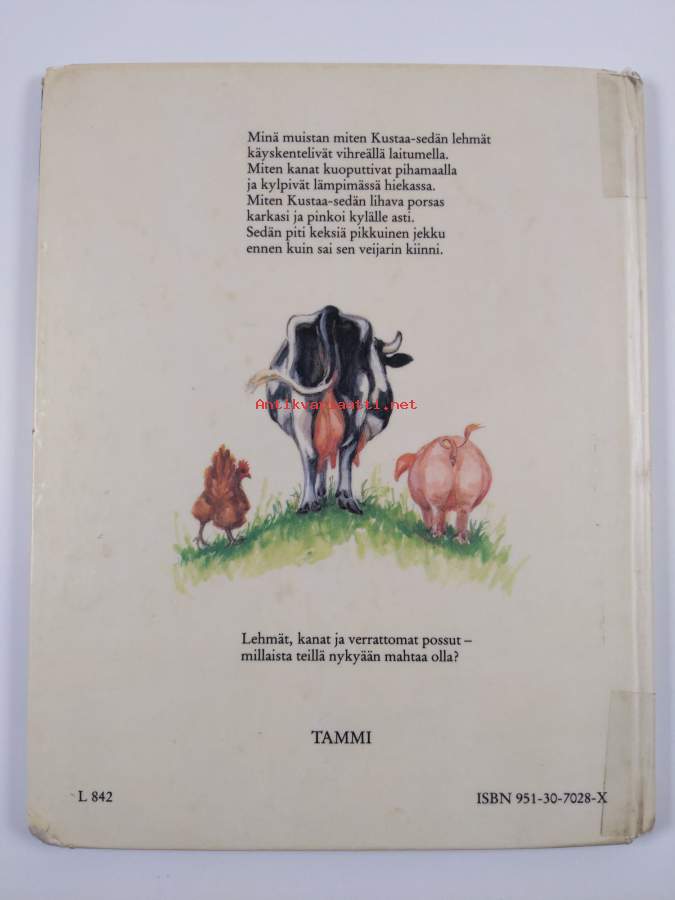 Minä muistan miten Kustaa-sedän lehmät
käyskentelivät vihreällä laitumella.
Miten kanat kuoputtivat pihamaalla
ja kylpivät lämpimässä hiekassa.
Miten Kustaa-sedän lihava porsas
karkasi ja pinkoi kylälle asti.
Sedän piti keksiä pikkuinen jekku
ennen kuin sai sen veijarin kiinni.
Antikvariaatti.net
Lehmät, kanat ja verrattomat possut –
millaista teillä nykyään mahtaa olla?
TAMMI
L 842
ISBN 951-30-7028-X